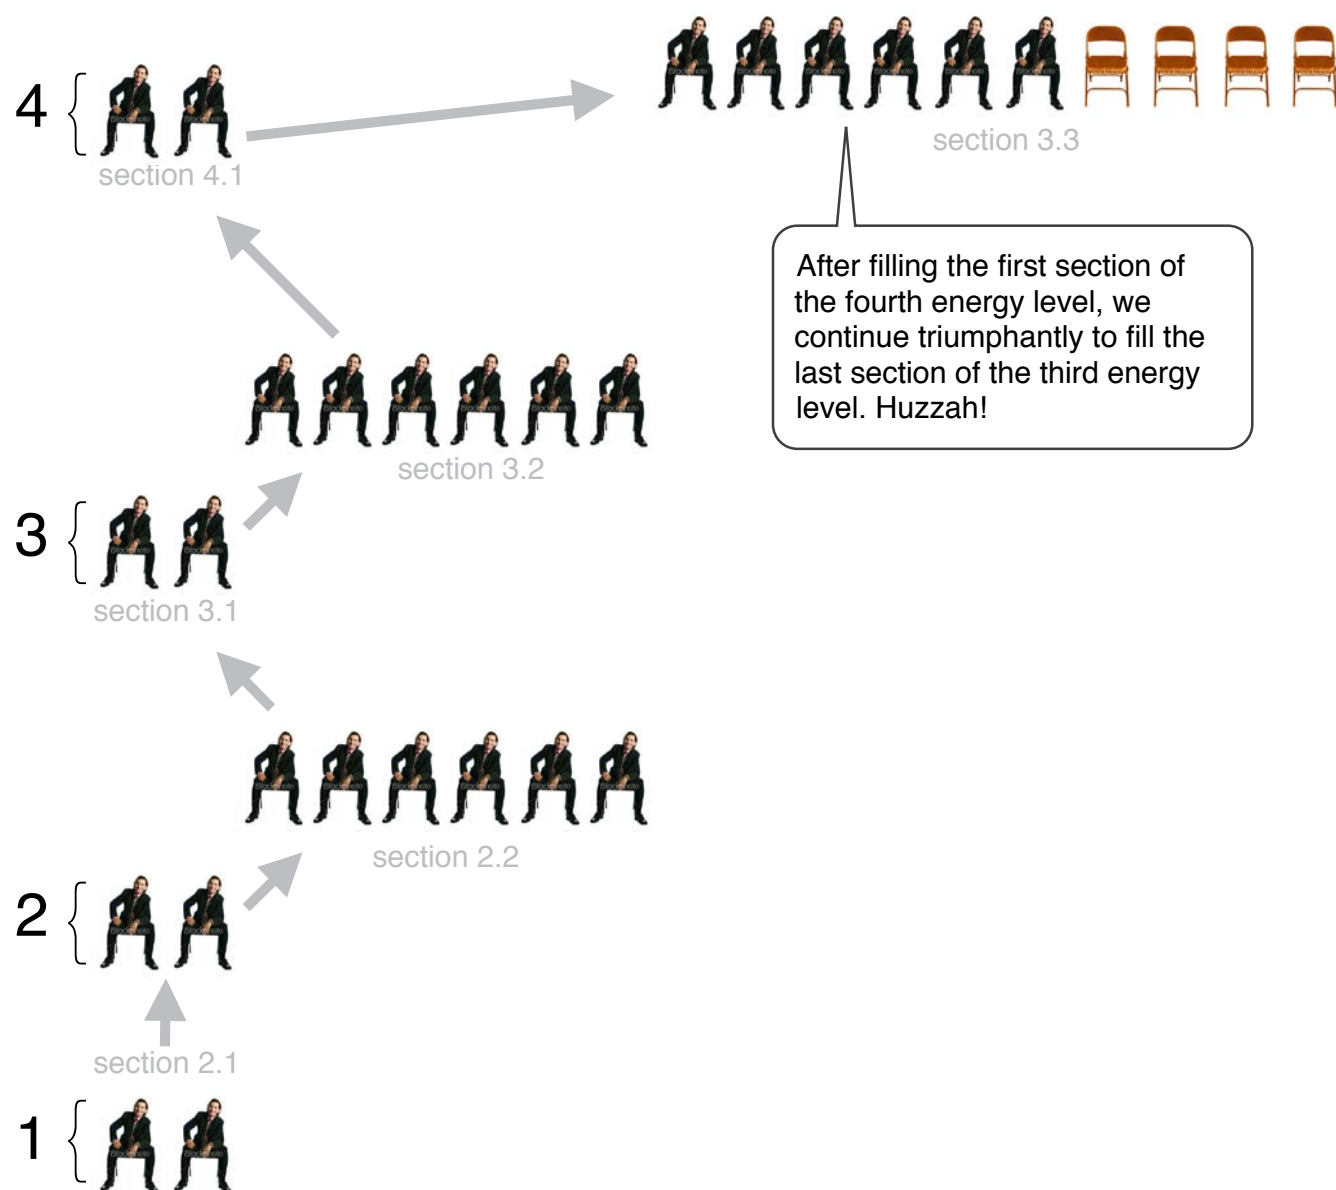 4
section 4.1
section 3.3
After filling the first section of
the fourth energy level, we
continue triumphantly to fill the
last section of the third energy
level. Huzzah!
section 3.2
3
section 3.1
section 2.2
2
section 2.1
1